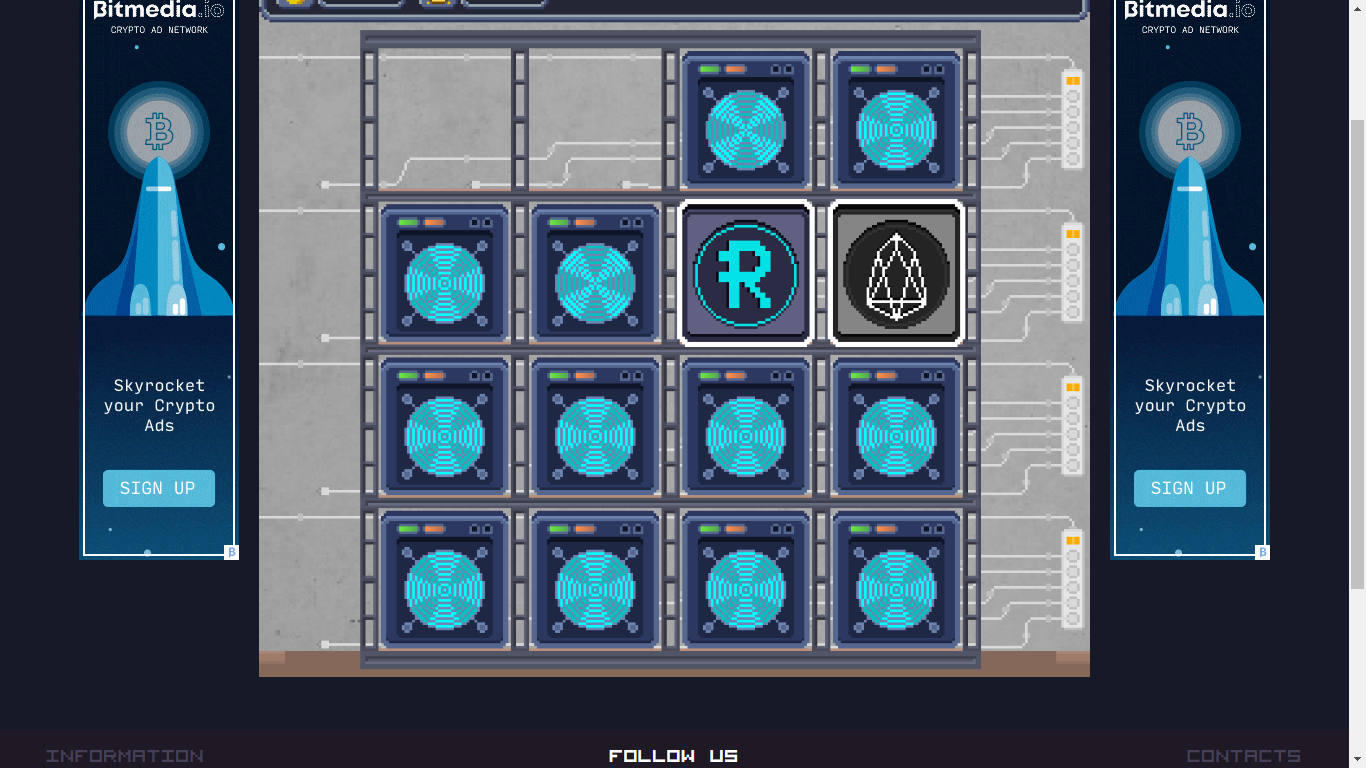 Bitmedia.io
CRYPTO AD NETWORK
Skyrocket
your Crypto
Ads
SIGN UP
Bitmedia.io
CRYPTO AD NETWORK
Skyrocket
your Crypto
Ads
SIGN UP
INFORMATION
FOLLOW US
CONTACTS